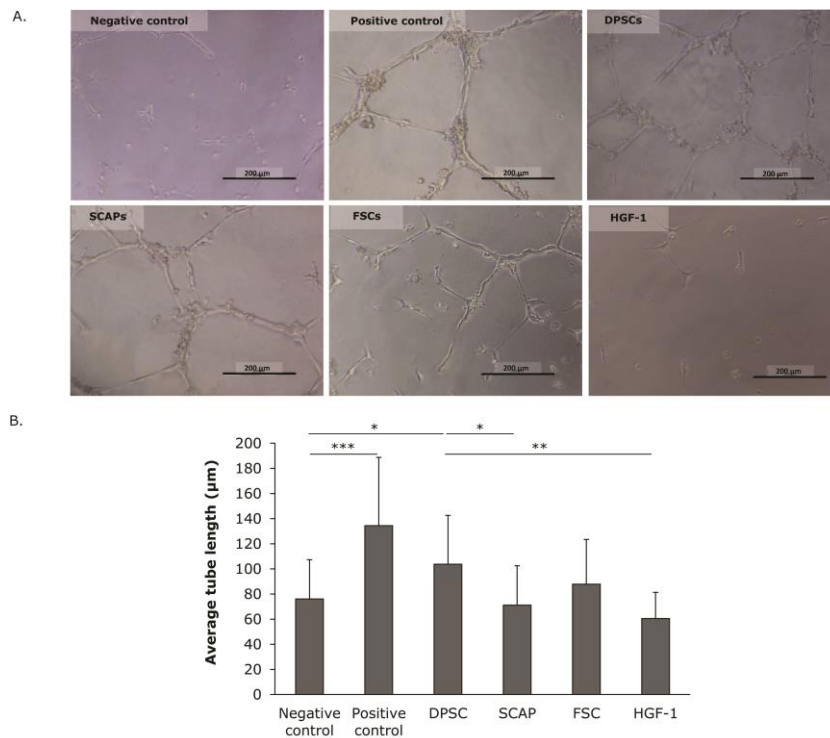 A.
Negative control
Positive control
DPSCs
200 µm
200 µm
200 µm
SCAPs
FSCs
HGF-1
200 µm
200 µm
200 µm
B.
* *
*** **
Average tube length (µm)
200
180
160
140
120
100
80
60
40
20
0
Negative control
Positive control
DPSC
SCAP
FSC
HGF-1